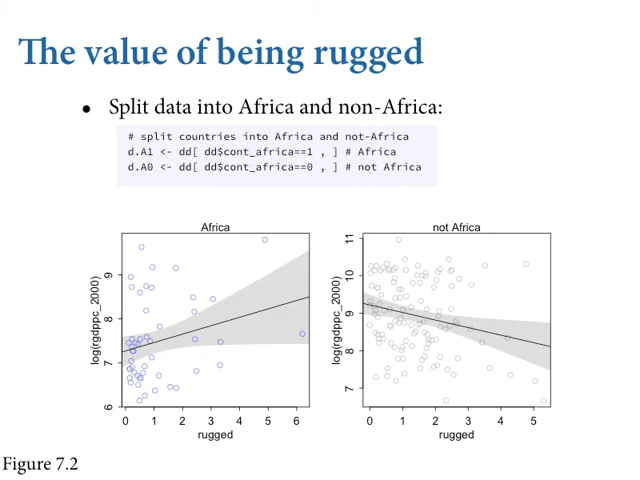 The value of being rugged
• Split data into Africa and non-Africa:
# split countries into Africa and not-Africa
d.A1 <- dd[ dd$cont_africa==1 , ] # Africa
d.A0 <- dd[ dd$cont_africa==0 , ] # not Africa
Africa
log(rgdppc_2000)
9
8
7
6
0 1 2 3 4 5 6
rugged
not Africa
log(rgdppc_2000)
11
10
9
8
7
0 1 2 3 4 5
rugged
Figure 7.2